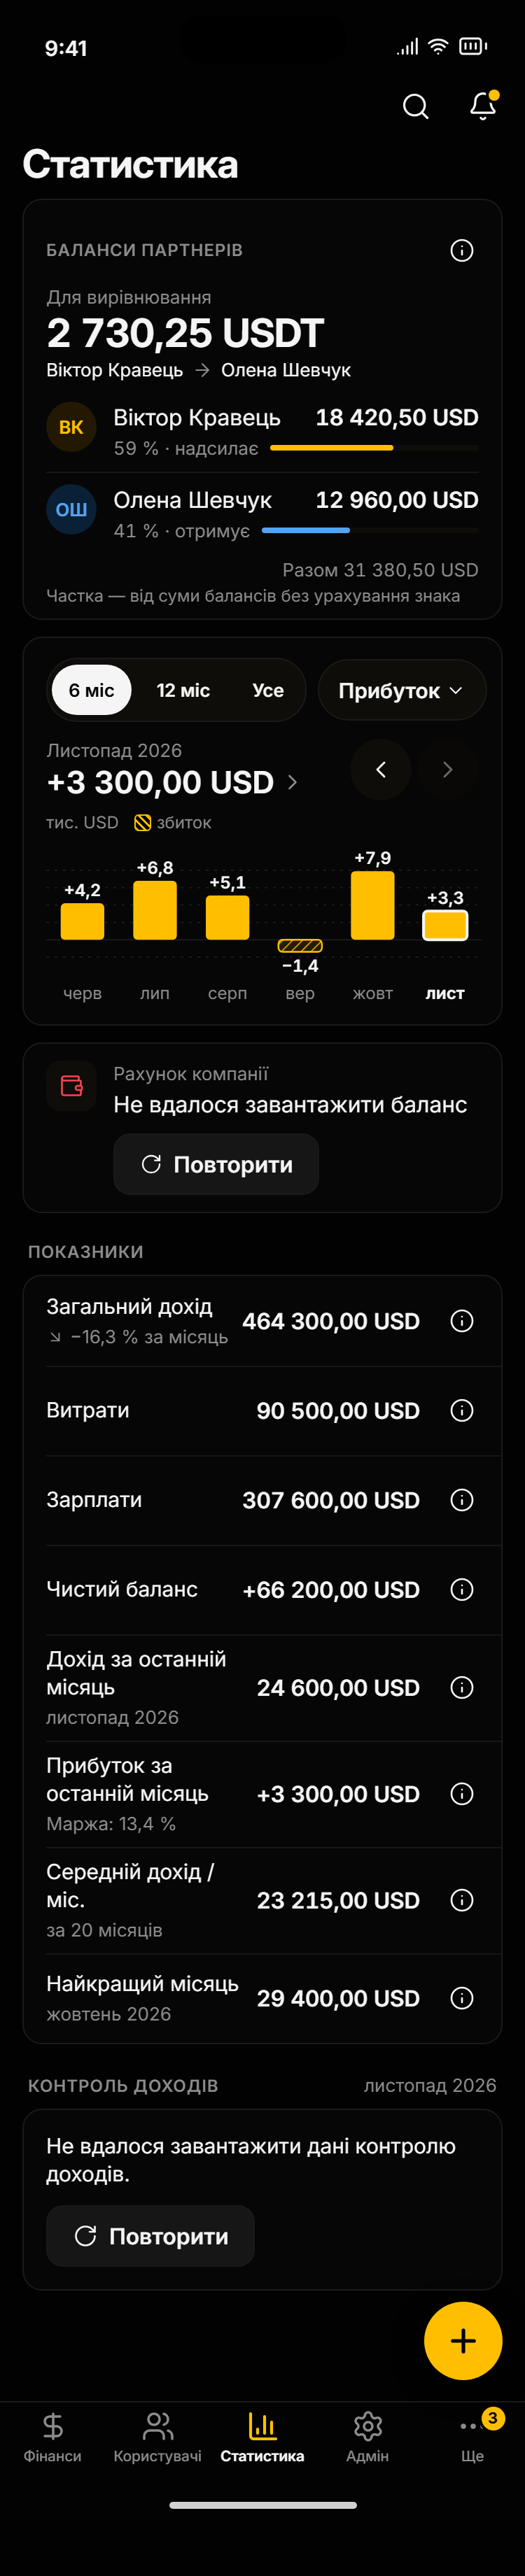 9:41
Статистика
БАЛАНСИ ПАРТНЕРІВ
Для вирівнювання
2 730,25 USDT
Віктор Кравець → Олена Шевчук
ВК
Віктор Кравець 18 420,50 USD
59 % · надсилає
ОШ
Олена Шевчук 12 960,00 USD
41 % · отримує
Разом 31 380,50 USD
Частка — від суми балансів без урахування знака
6 міс 12 міс Усе Прибуток
Листопад 2026
+3 300,00 USD
тис. USD збиток
+4,2 +6,8 +5,1 −1,4 +7,9 +3,3
черв лип серп вер жовт лист
Рахунок компанії
Не вдалося завантажити баланс
Повторити
ПОКАЗНИКИ
Загальний дохід 464 300,00 USD
−16,3 % за місяць
Витрати 90 500,00 USD
Зарплати 307 600,00 USD
Чистий баланс +66 200,00 USD
Дохід за останній
місяць
24 600,00 USD
листопад 2026
Прибуток за
останній місяць
+3 300,00 USD
Маржа: 13,4 %
Середній дохід /
міс.
23 215,00 USD
за 20 місяців
Найкращий місяць 29 400,00 USD
жовтень 2026
КОНТРОЛЬ ДОХОДІВ листопад 2026
Не вдалося завантажити дані контролю
доходів.
Повторити
3
Фінанси Користувачі Статистика Адмін Ще